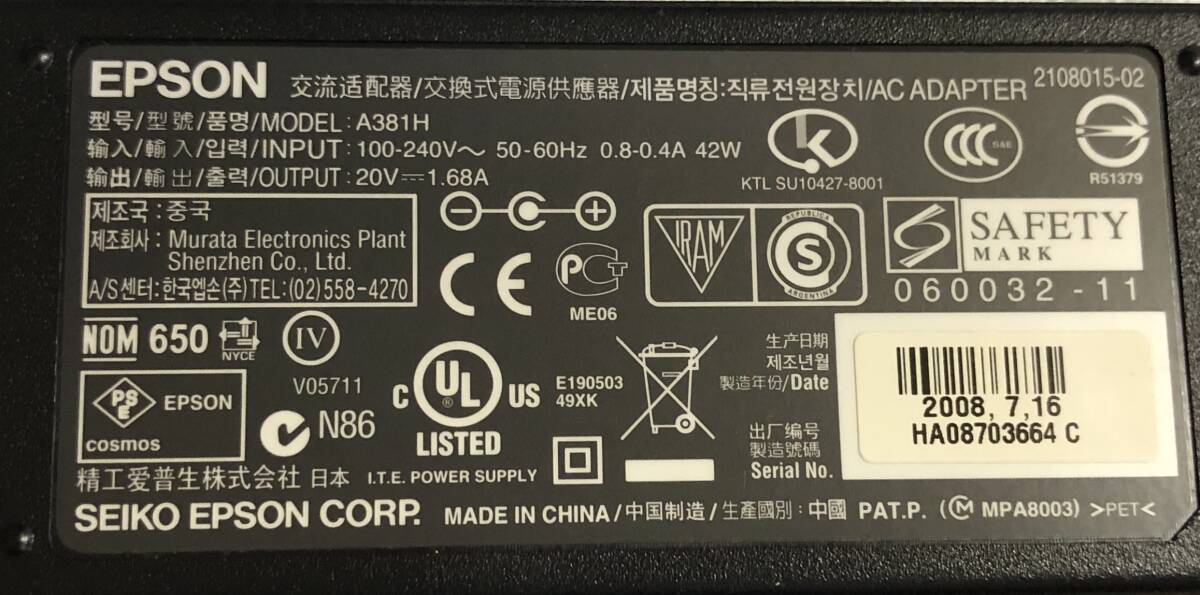 EPSON 交流适配器/交換式電源供應器/제품명칭:직류전원장치/AC ADAPTER 2108015-02
型号/型號/품명/MODEL: A381H
输入/輸入/입력/INPUT: 100-240V～ 50-60Hz 0.8-0.4A 42W
输出/輸出/출력/OUTPUT: 20V⎓1.68A
KTL SU10427-8001
CCC S&E
R51379
제조국: 중국
제조회사: Murata Electronics Plant
Shenzhen Co., Ltd.
A/S센터:한국엡손(주)TEL:(02)558-4270
CE
PCT
ME06
IRAM
REPUBLICA
S
ARGENTINA
SAFETY
MARK
060032-11
NOM 650 NYCE IV
V05711
PSE EPSON
cosmos
N86
C UL US
LISTED
E190503
49XK
I.T.E. POWER SUPPLY
生产日期
제조년월
製造年份/Date
2008, 7,16
HA08703664 C
出厂编号
製造號碼
Serial No.
精工爱普生株式会社 日本
SEIKO EPSON CORP. MADE IN CHINA/中国制造/生產國別:中國 PAT.P. (M MPA8003) >PET<